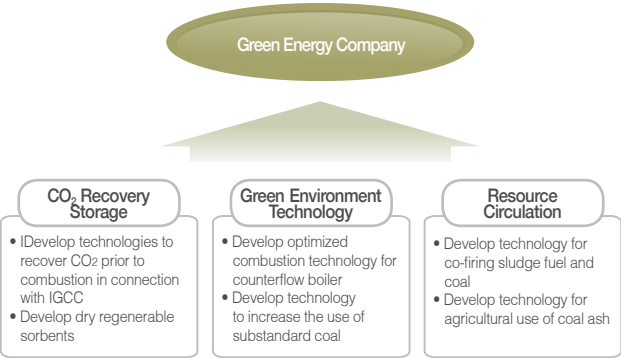 Green Energy Company
CO₂ Recovery
Storage
• IDevelop technologies to
recover CO2 prior to
combustion in connection
with IGCC
• Develop dry regenerable
sorbents
Green Environment
Technology
• Develop optimized
combustion technology for
counterflow boiler
• Develop technology
to increase the use of
substandard coal
Resource
Circulation
• Develop technology for
co-firing sludge fuel and
coal
• Develop technology for
agricultural use of coal ash